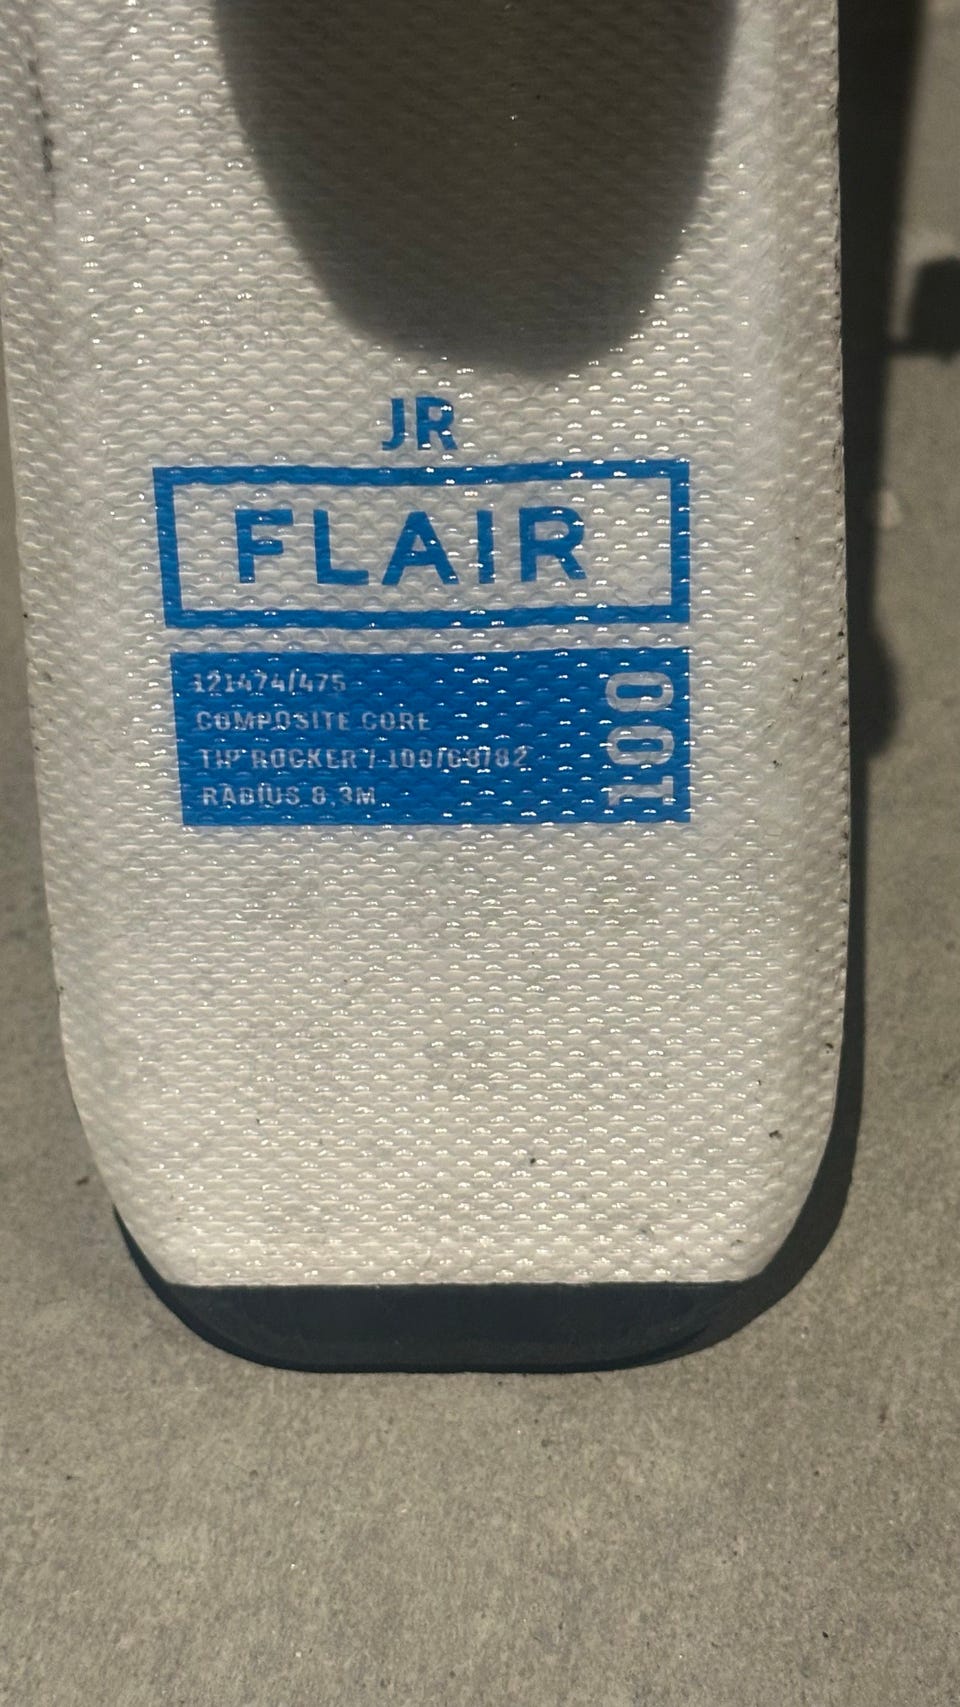 JR
FLAIR
121474/475
COMPOSITE CORE
TIP ROCKER / 100/68/82
RADIUS 8,3M
100